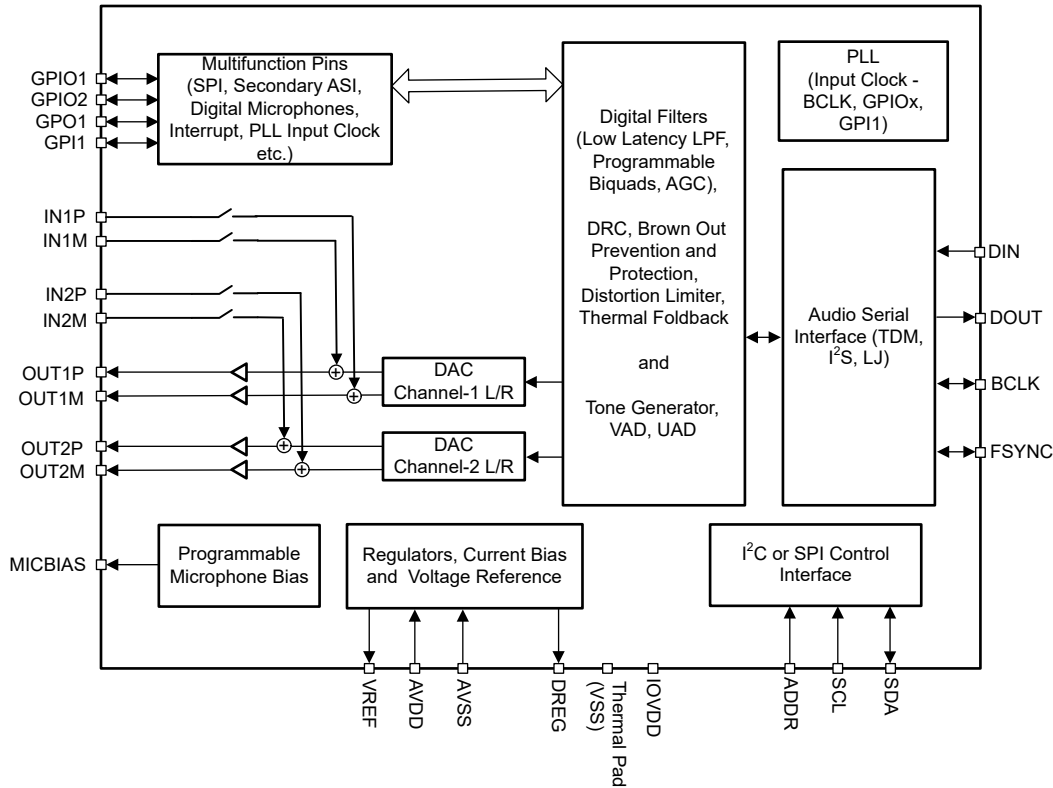 GPIO1
GPIO2
GPO1
GPI1
Multifunction Pins
(SPI, Secondary ASI,
Digital Microphones,
Interrupt, PLL Input Clock
etc.)
IN1P
IN1M
IN2P
IN2M
OUT1P
OUT1M
OUT2P
OUT2M
DAC
Channel-1 L/R
DAC
Channel-2 L/R
Digital Filters
(Low Latency LPF,
Programmable
Biquads, AGC),
DRC, Brown Out
Prevention and
Protection,
Distortion Limiter,
Thermal Foldback
and
Tone Generator,
VAD, UAD
PLL
(Input Clock -
BCLK, GPIOx,
GPI1)
Audio Serial
Interface (TDM,
I²S, LJ)
DIN
DOUT
BCLK
FSYNC
MICBIAS
Programmable
Microphone Bias
Regulators, Current Bias
and Voltage Reference
I²C or SPI Control
Interface
VREF
AVDD
AVSS
DREG
Thermal Pad
(VSS)
IOVDD
ADDR
SCL
SDA